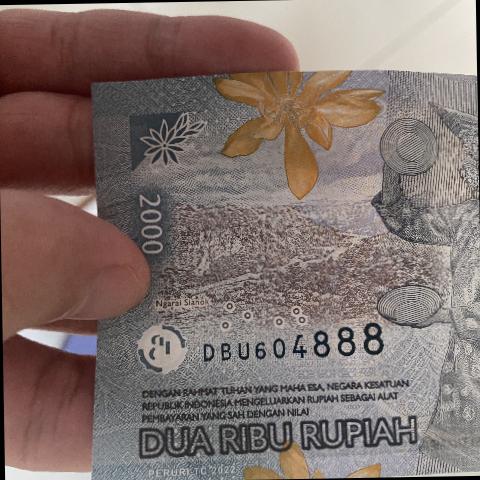 2000
Ngarai Sianok
DBU604888
DENGAN RAHMAT TUHAN YANG MAHA ESA, NEGARA KESATUAN
REPUBLIK INDONESIA MENGELUARKAN RUPIAH SEBAGAI ALAT
PEMBAYARAN YANG SAH DENGAN NILAI
DUA RIBU RUPIAH
PERURI TC 2022